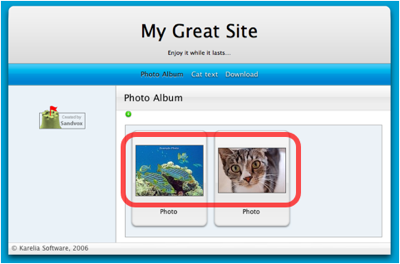 My Great Site
Enjoy it while it lasts...
Photo Album Cat text Download
Photo Album
Created by
Sandvox
Photo Photo
© Karelia Software, 2006